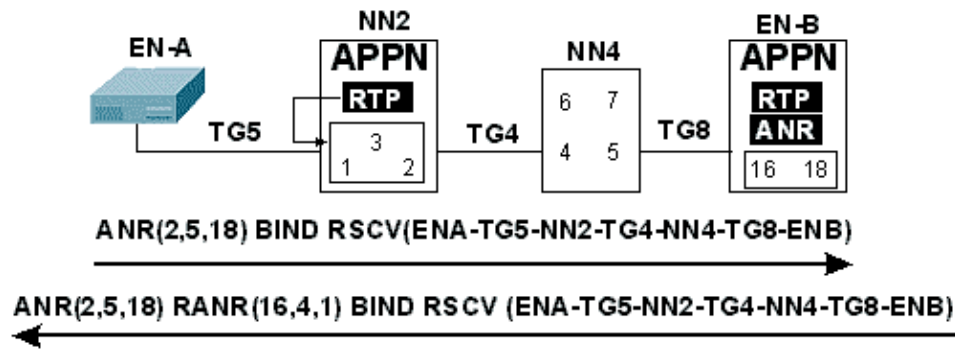 NN2
EN-A
EN-B
APPN
NN4
APPN
RTP
6 7
RTP
TG5
3
TG4
TG8
ANR
1 2
4 5
16 18
ANR(2,5,18) BIND RSCV(ENA-TG5-NN2-TG4-NN4-TG8-ENB)
ANR(2,5,18) RANR(16,4,1) BIND RSCV (ENA-TG5-NN2-TG4-NN4-TG8-ENB)